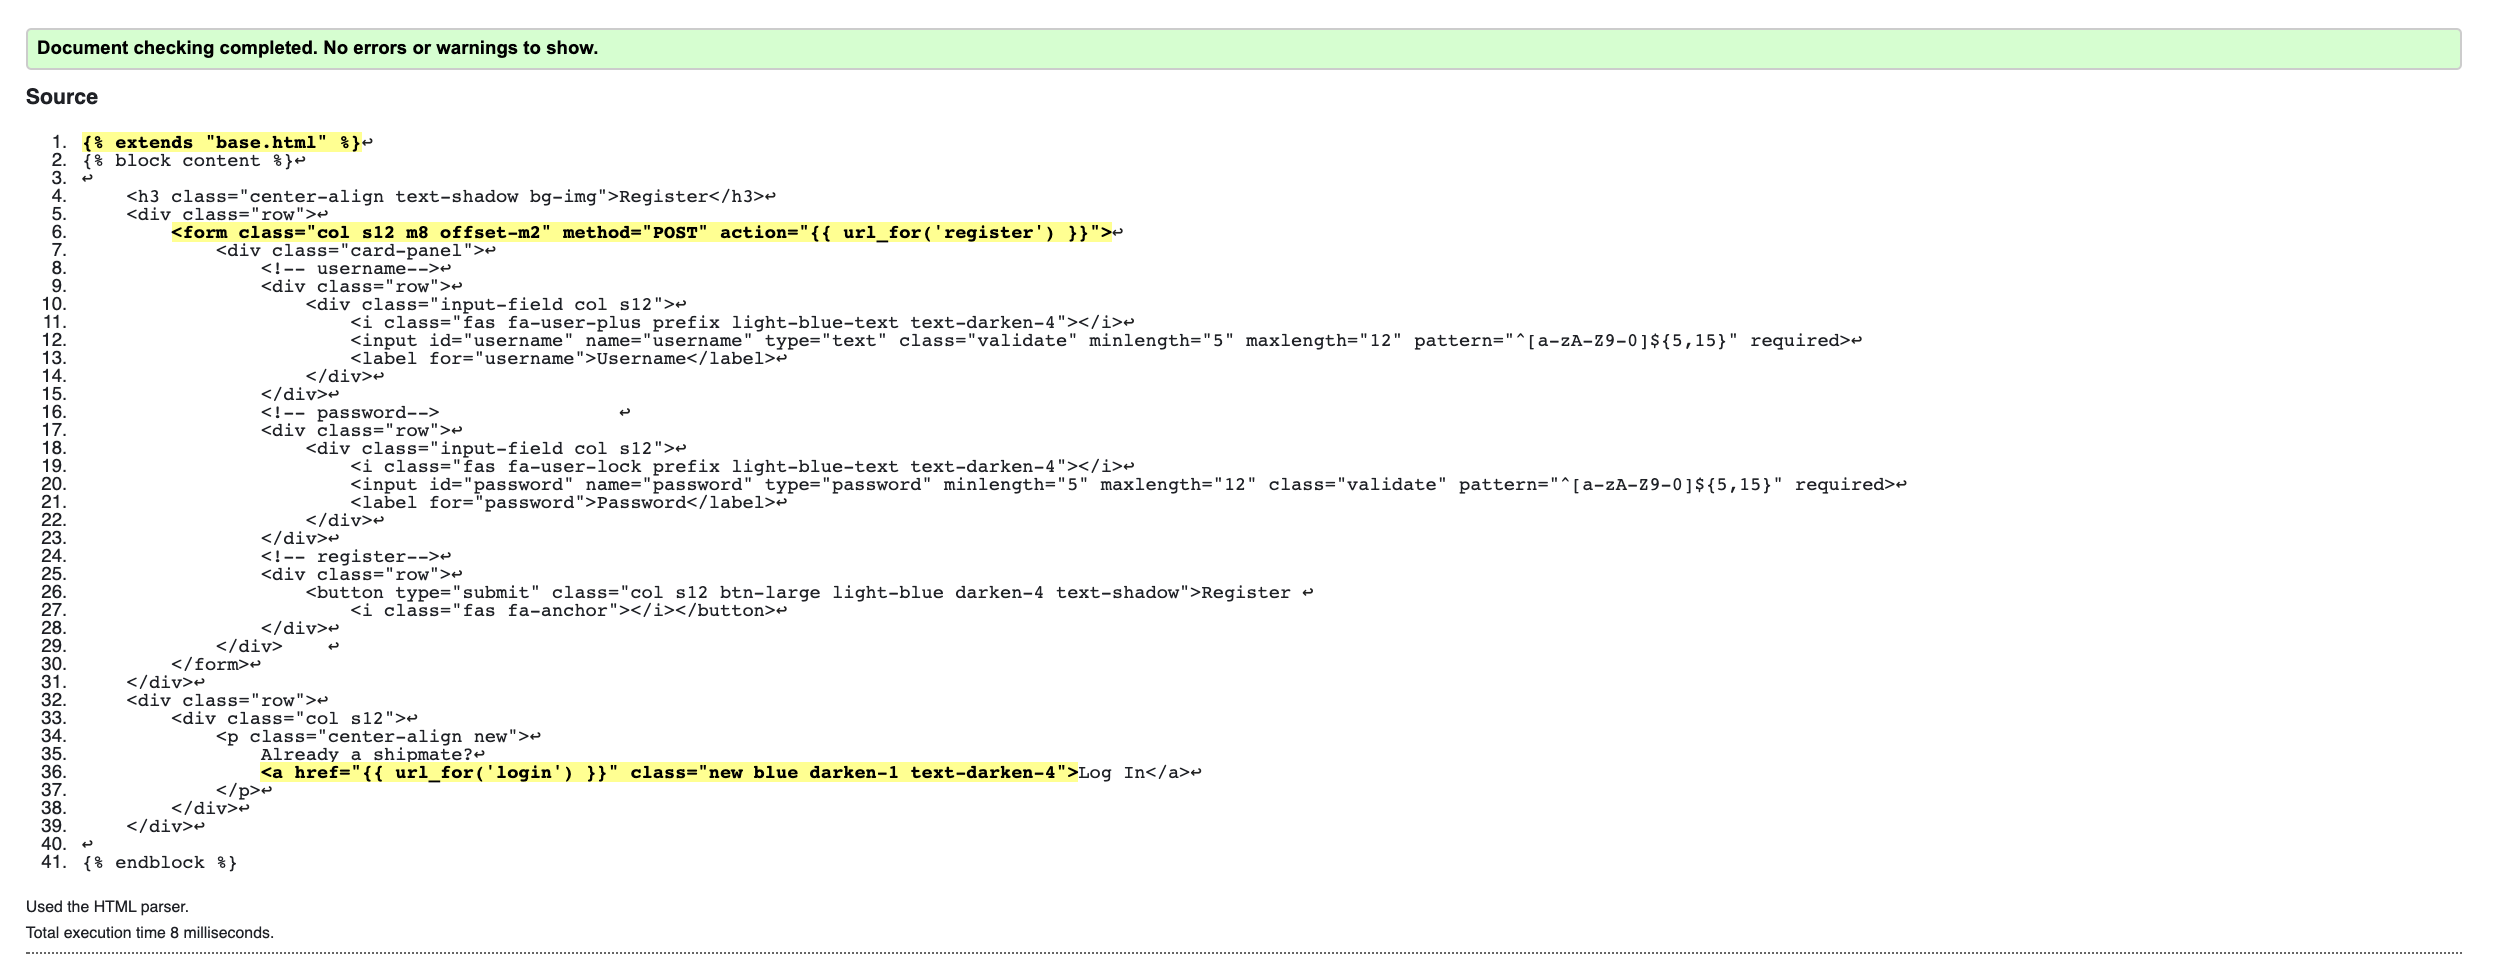 Document checking completed. No errors or warnings to show.
Source
1. {% extends "base.html" %}↩
2. {% block content %}↩
3. ↩
4.     <h3 class="center-align text-shadow bg-img">Register</h3>↩
5.     <div class="row">↩
6.         <form class="col s12 m8 offset-m2" method="POST" action="{{ url_for('register') }}">↩
7.             <div class="card-panel">↩
8.                 <!-- username-->↩
9.                 <div class="row">↩
10.                     <div class="input-field col s12">↩
11.                         <i class="fas fa-user-plus prefix light-blue-text text-darken-4"></i>↩
12.                         <input id="username" name="username" type="text" class="validate" minlength="5" maxlength="12" pattern="^[a-zA-Z9-0]${5,15}" required>↩
13.                         <label for="username">Username</label>↩
14.                     </div>↩
15.                 </div>↩
16.                 <!-- password-->                ↩
17.                 <div class="row">↩
18.                     <div class="input-field col s12">↩
19.                         <i class="fas fa-user-lock prefix light-blue-text text-darken-4"></i>↩
20.                         <input id="password" name="password" type="password" minlength="5" maxlength="12" class="validate" pattern="^[a-zA-Z9-0]${5,15}" required>↩
21.                         <label for="password">Password</label>↩
22.                     </div>↩
23.                 </div>↩
24.                 <!-- register-->↩
25.                 <div class="row">↩
26.                     <button type="submit" class="col s12 btn-large light-blue darken-4 text-shadow">Register ↩
27.                         <i class="fas fa-anchor"></i></button>↩
28.                 </div>↩
29.             </div>    ↩
30.         </form>↩
31.     </div>↩
32.     <div class="row">↩
33.         <div class="col s12">↩
34.             <p class="center-align new">↩
35.                 Already a shipmate?↩
36.                 <a href="{{ url_for('login') }}" class="new blue darken-1 text-darken-4">Log In</a>↩
37.             </p>↩
38.         </div>↩
39.     </div>↩
40. ↩
41. {% endblock %}
Used the HTML parser.
Total execution time 8 milliseconds.